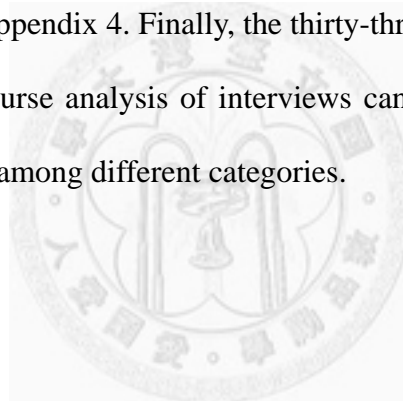 ppendix 4. Finally, the thirty-thr
urse analysis of interviews can
among different categories.